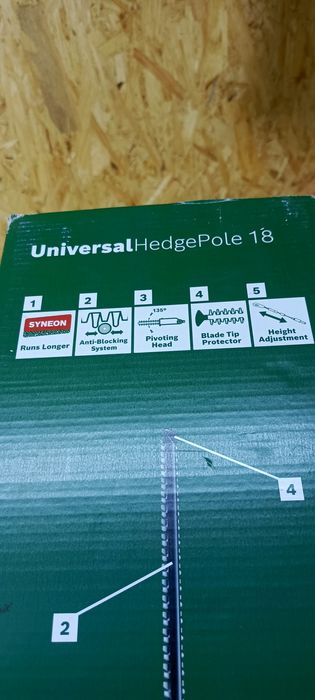 UniversalHedgePole 18
1 2 3 4 5
SYNEON
135°
Runs Longer
Anti-Blocking
System
Pivoting
Head
Blade Tip
Protector
Height
Adjustment
4
2